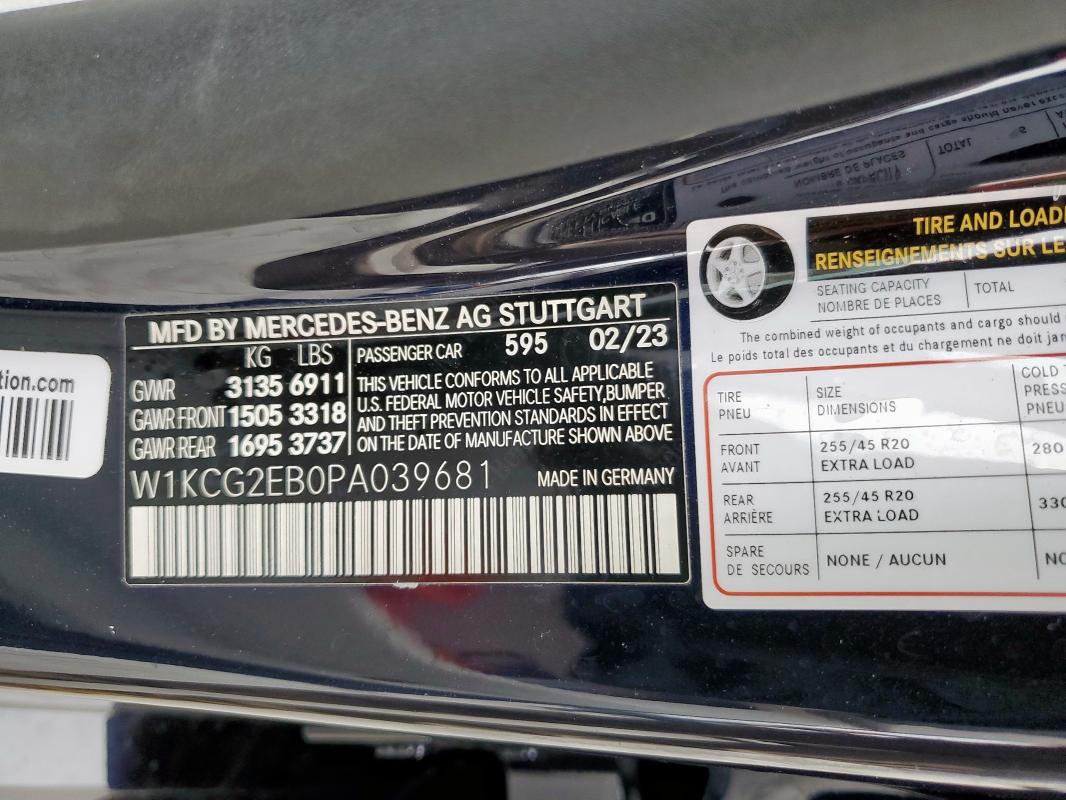 MFD BY MERCEDES-BENZ AG STUTTGART
KG LBS
GVWR 3135 6911
GAWR FRONT 1505 3318
GAWR REAR 1695 3737
PASSENGER CAR 595 02/23
THIS VEHICLE CONFORMS TO ALL APPLICABLE
U.S. FEDERAL MOTOR VEHICLE SAFETY,BUMPER
AND THEFT PREVENTION STANDARDS IN EFFECT
ON THE DATE OF MANUFACTURE SHOWN ABOVE
W1KCG2EB0PA039681 MADE IN GERMANY
tion.com
TIRE AND LOADI
RENSEIGNEMENTS SUR LE
SEATING CAPACITY
NOMBRE DE PLACES
TOTAL
The combined weight of occupants and cargo should
Le poids total des occupants et du chargement ne doit jam
TIRE
PNEU
SIZE
DIMENSIONS
COLD T
PRESS
PNEU
FRONT
AVANT
255/45 R20
EXTRA LOAD
280
REAR
ARRIÈRE
255/45 R20
EXTRA LOAD
330
SPARE
DE SECOURS
NONE / AUCUN
NO
NOMBRE DE PLACES
TOTAL